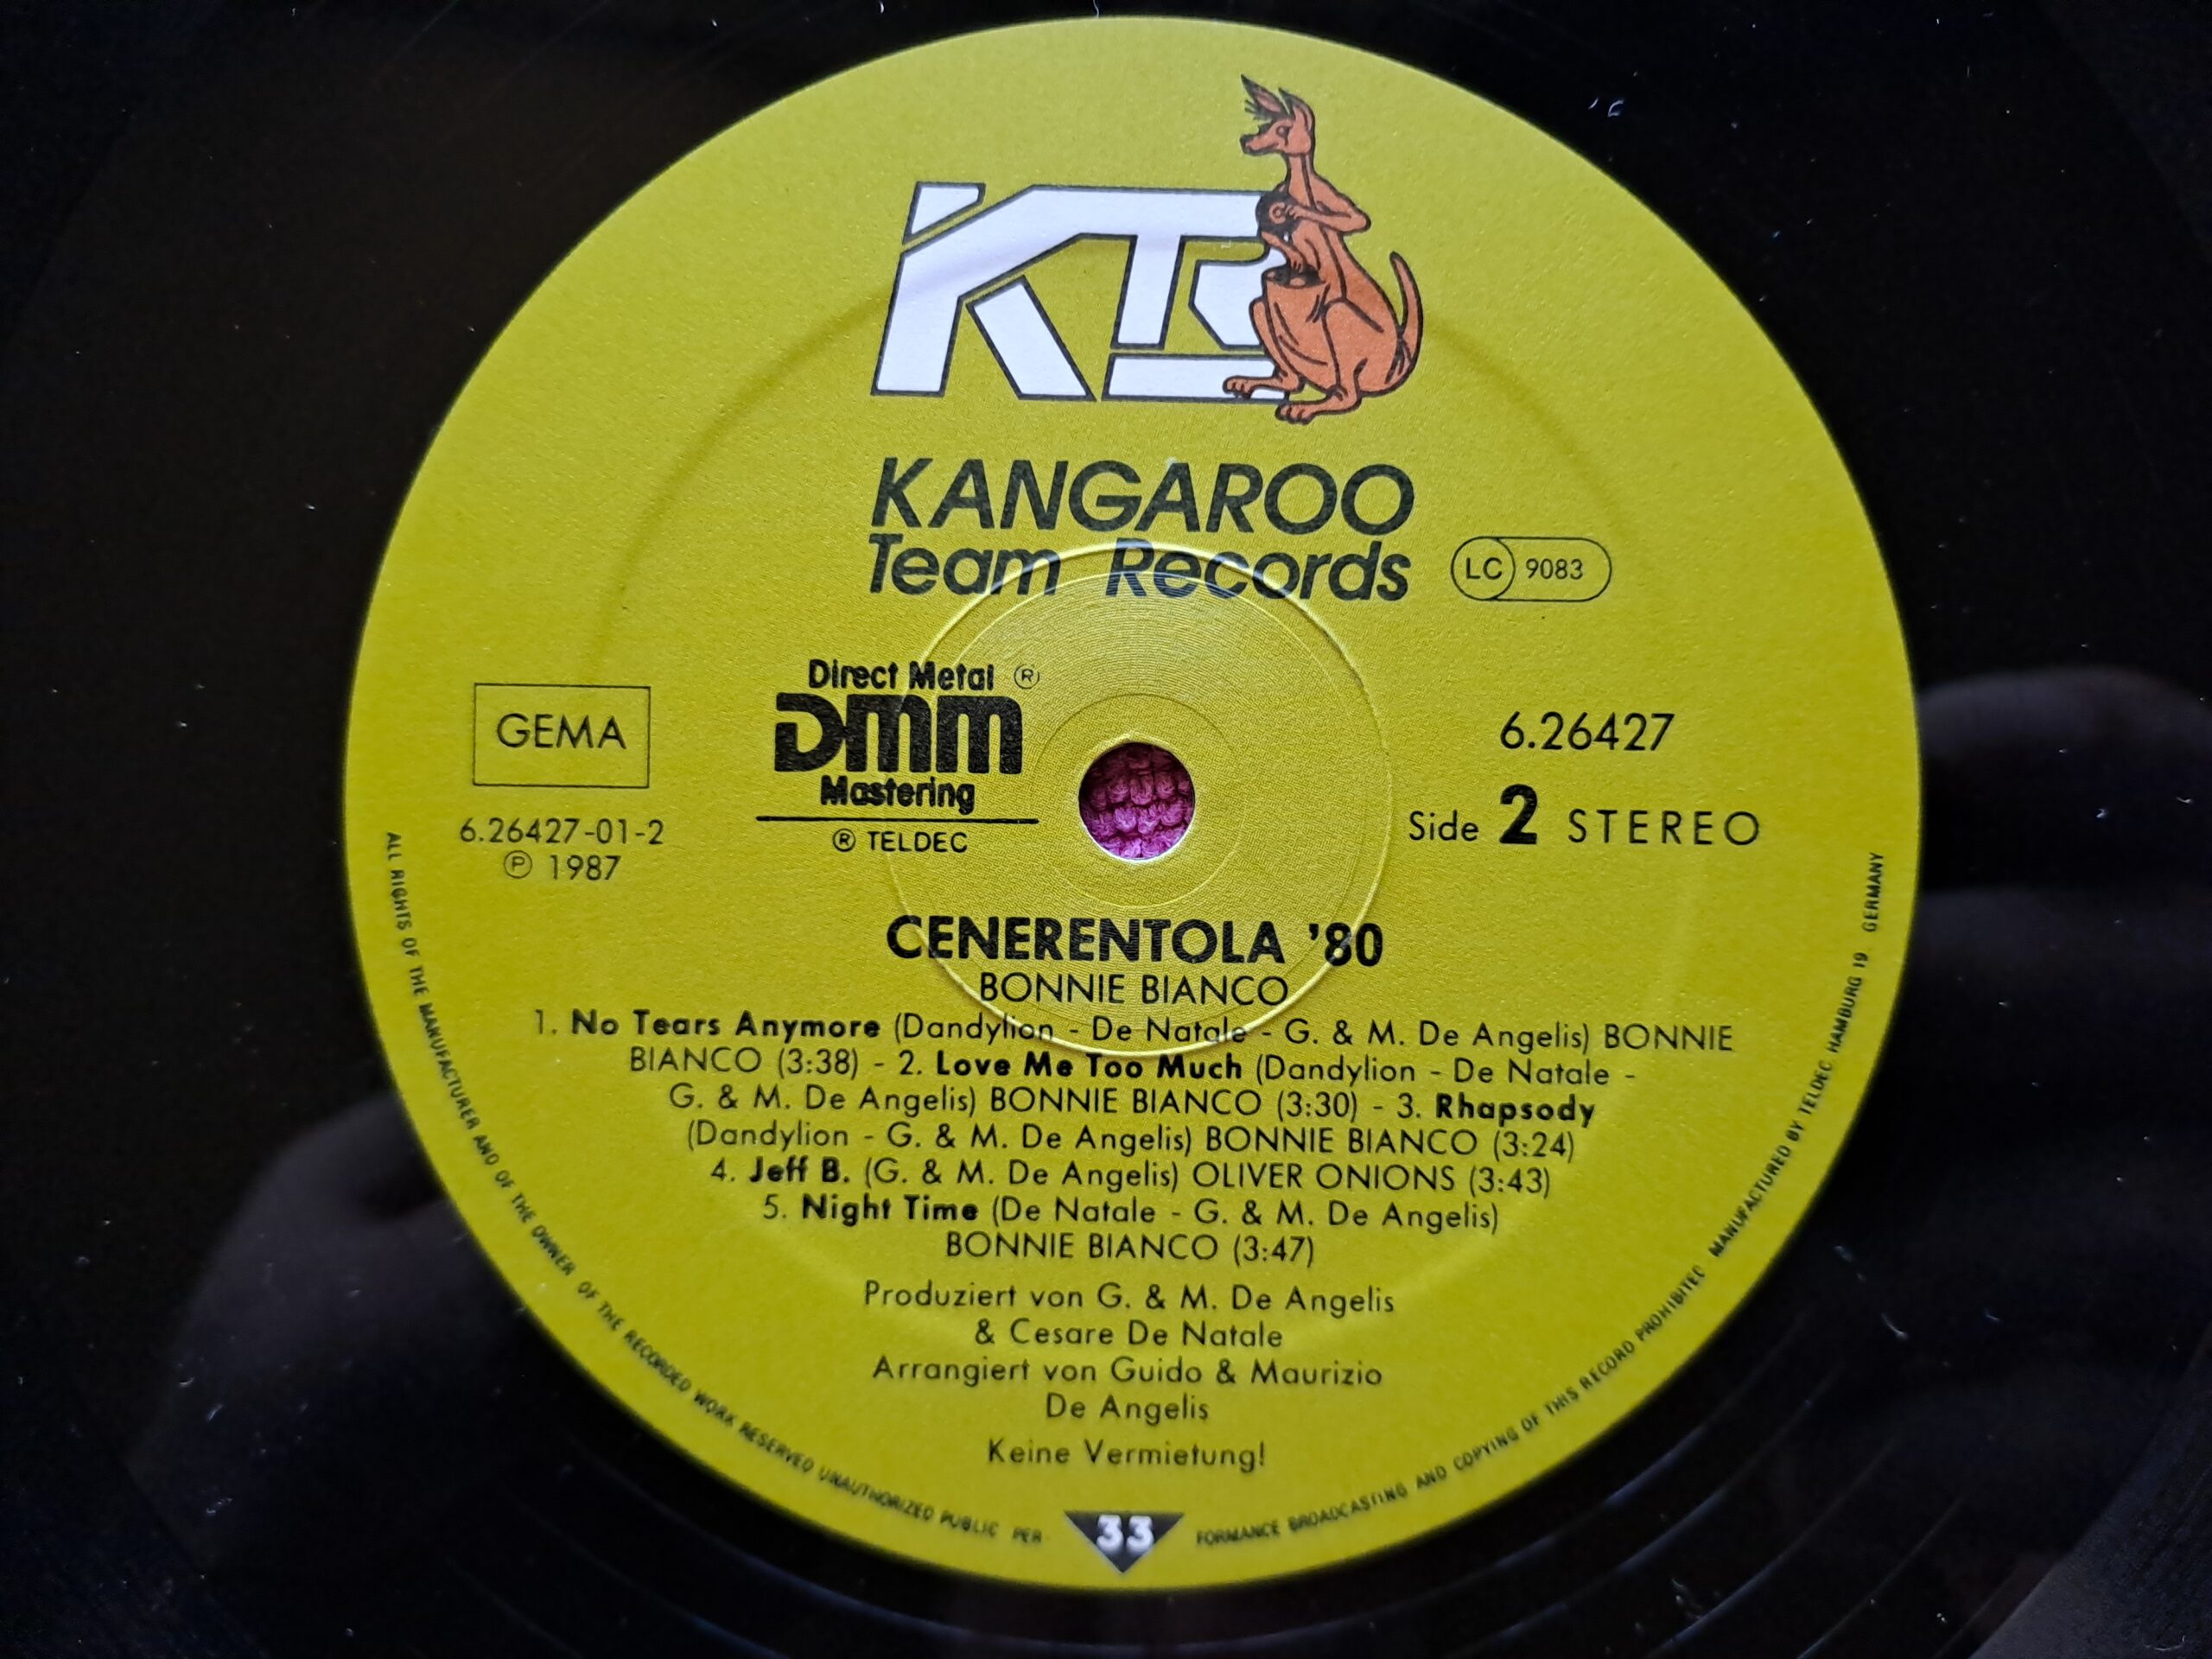 KTR
KANGAROO
Team Records
LC 9083
Direct Metal ®
DMM
Mastering
® TELDEC
GEMA
6.26427-01-2
℗ 1987
6.26427
Side 2 STEREO
CENERENTOLA '80
BONNIE BIANCO
1. No Tears Anymore (Dandylion - De Natale - G. & M. De Angelis) BONNIE
BIANCO (3:38) - 2. Love Me Too Much (Dandylion - De Natale -
G. & M. De Angelis) BONNIE BIANCO (3:30) - 3. Rhapsody
(Dandylion - G. & M. De Angelis) BONNIE BIANCO (3:24)
4. Jeff B. (G. & M. De Angelis) OLIVER ONIONS (3:43)
5. Night Time (De Natale - G. & M. De Angelis)
BONNIE BIANCO (3:47)
Produziert von G. & M. De Angelis
& Cesare De Natale
Arrangiert von Guido & Maurizio
De Angelis
Keine Vermietung!
33
ALL RIGHTS OF THE MANUFACTURER AND OF THE OWNER OF THE RECORDED WORK RESERVED UNAUTHORIZED PUBLIC PER FORMANCE BROADCASTING AND COPYING OF THIS RECORD PROHIBITED MANUFACTURED BY TELDEC HAMBURG 19. GERMANY